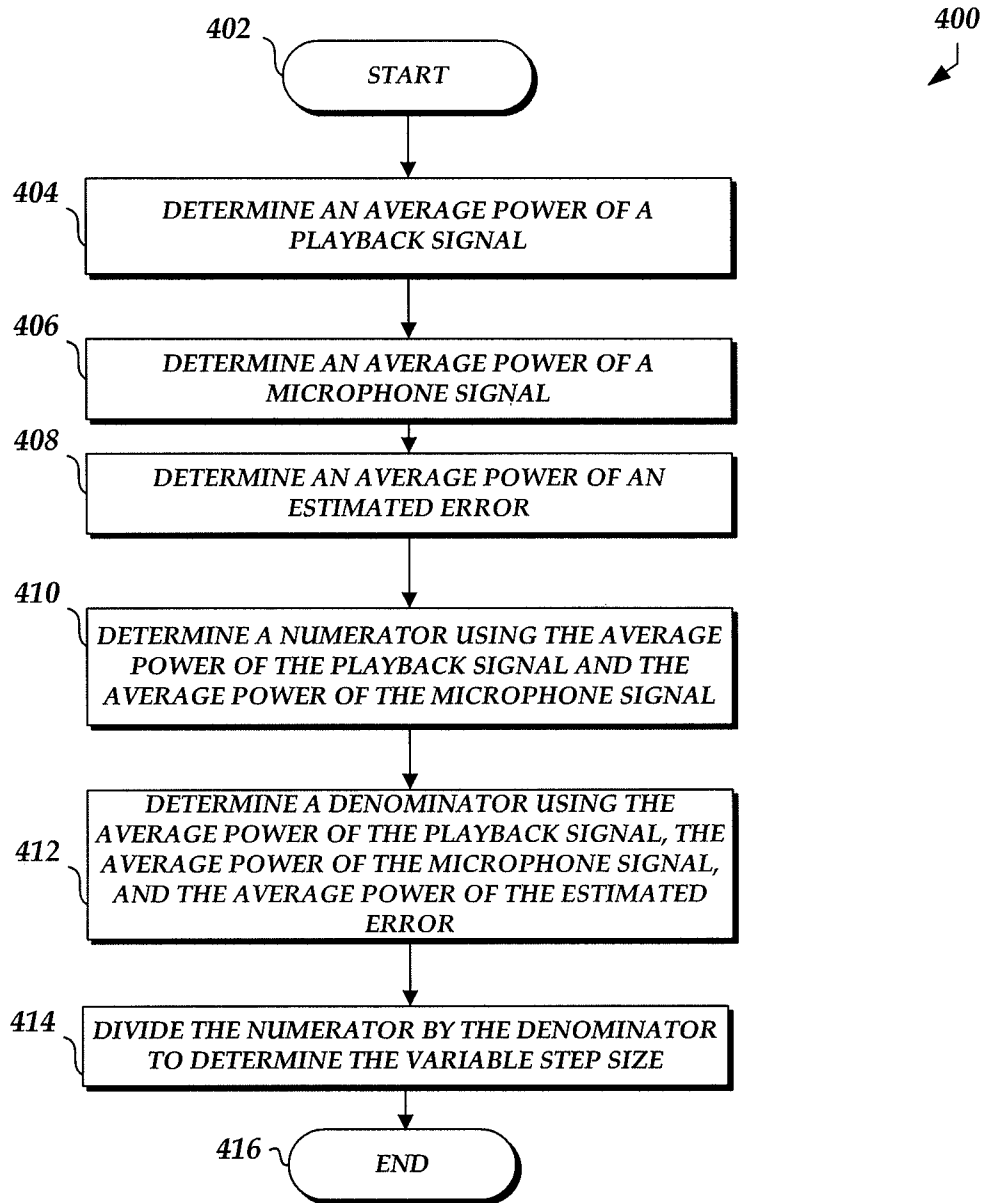 400
402
START
404
DETERMINE AN AVERAGE POWER OF A
PLAYBACK SIGNAL
406
DETERMINE AN AVERAGE POWER OF A
MICROPHONE SIGNAL
408
DETERMINE AN AVERAGE POWER OF AN
ESTIMATED ERROR
410
DETERMINE A NUMERATOR USING THE AVERAGE
POWER OF THE PLAYBACK SIGNAL AND THE
AVERAGE POWER OF THE MICROPHONE SIGNAL
412
DETERMINE A DENOMINATOR USING THE
AVERAGE POWER OF THE PLAYBACK SIGNAL, THE
AVERAGE POWER OF THE MICROPHONE SIGNAL,
AND THE AVERAGE POWER OF THE ESTIMATED
ERROR
414
DIVIDE THE NUMERATOR BY THE DENOMINATOR
TO DETERMINE THE VARIABLE STEP SIZE
416
END